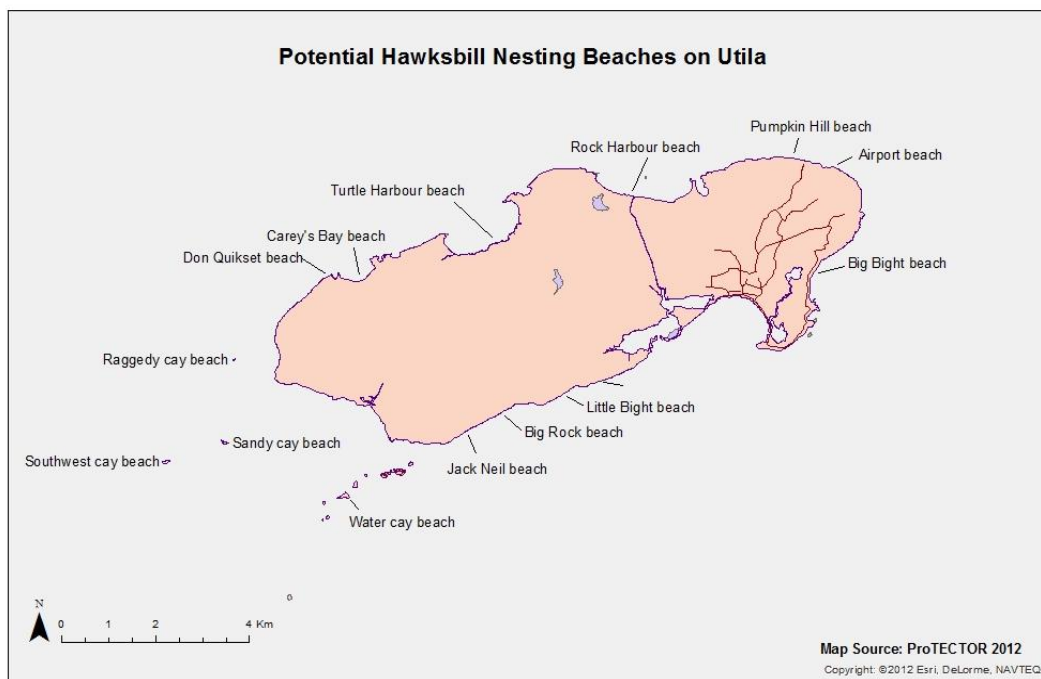 Potential Hawksbill Nesting Beaches on Utila
Pumpkin Hill beach
Rock Harbour beach
Airport beach
Turtle Harbour beach
Carey's Bay beach
Don Quikset beach
Big Bight beach
Raggedy cay beach
Little Bight beach
Big Rock beach
Sandy cay beach
Southwest cay beach
Jack Neil beach
Water cay beach
N
0 1 2 4 Km
Map Source: ProTECTOR 2012
Copyright: ©2012 Esri, DeLorme, NAVTEQ